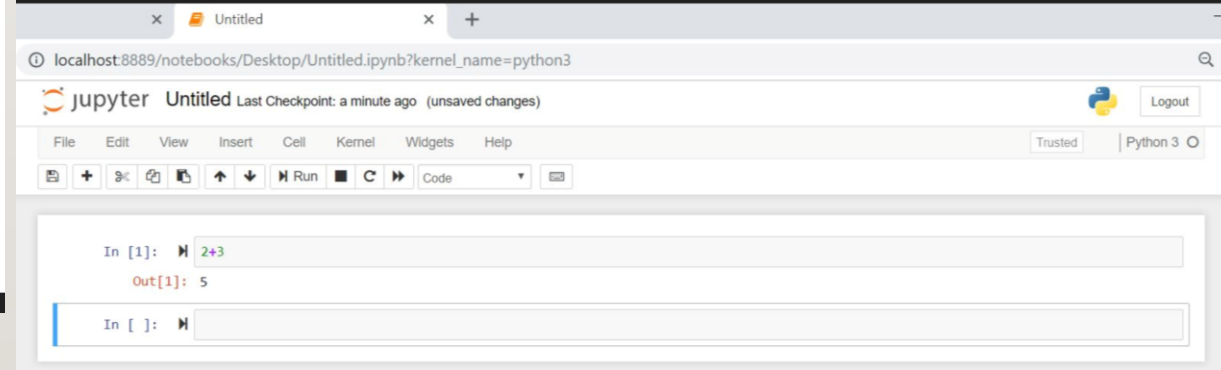 Untitled
localhost:8889/notebooks/Desktop/Untitled.ipynb?kernel_name=python3
jupyter Untitled Last Checkpoint: a minute ago (unsaved changes)
Logout
File Edit View Insert Cell Kernel Widgets Help
Trusted
Python 3
Run
Code
In [1]: 2+3
Out[1]: 5
In [ ]: